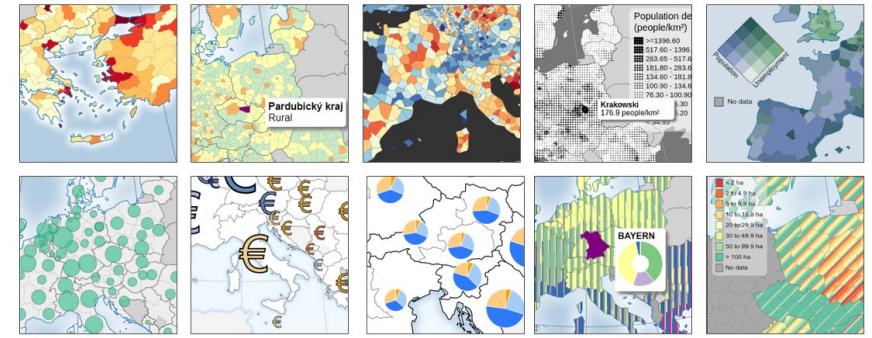 Pardubický kraj
Rural
Population de
(people/km²)
>=1396.60
517.60 - 1396.
283.65 - 517.6
181.80 - 283.6
134.60 - 181.8
100.90 - 134.6
76.30 - 100.90
Krakowski
176.9 people/km²
Population
Unemployment
No data
BAYERN
< 2 ha
2 to 4.9 ha
5 to 9.9 ha
10 to 19.9 ha
20 to 29.9 ha
30 to 49.9 ha
50 to 99.9 ha
> 100 ha
No data